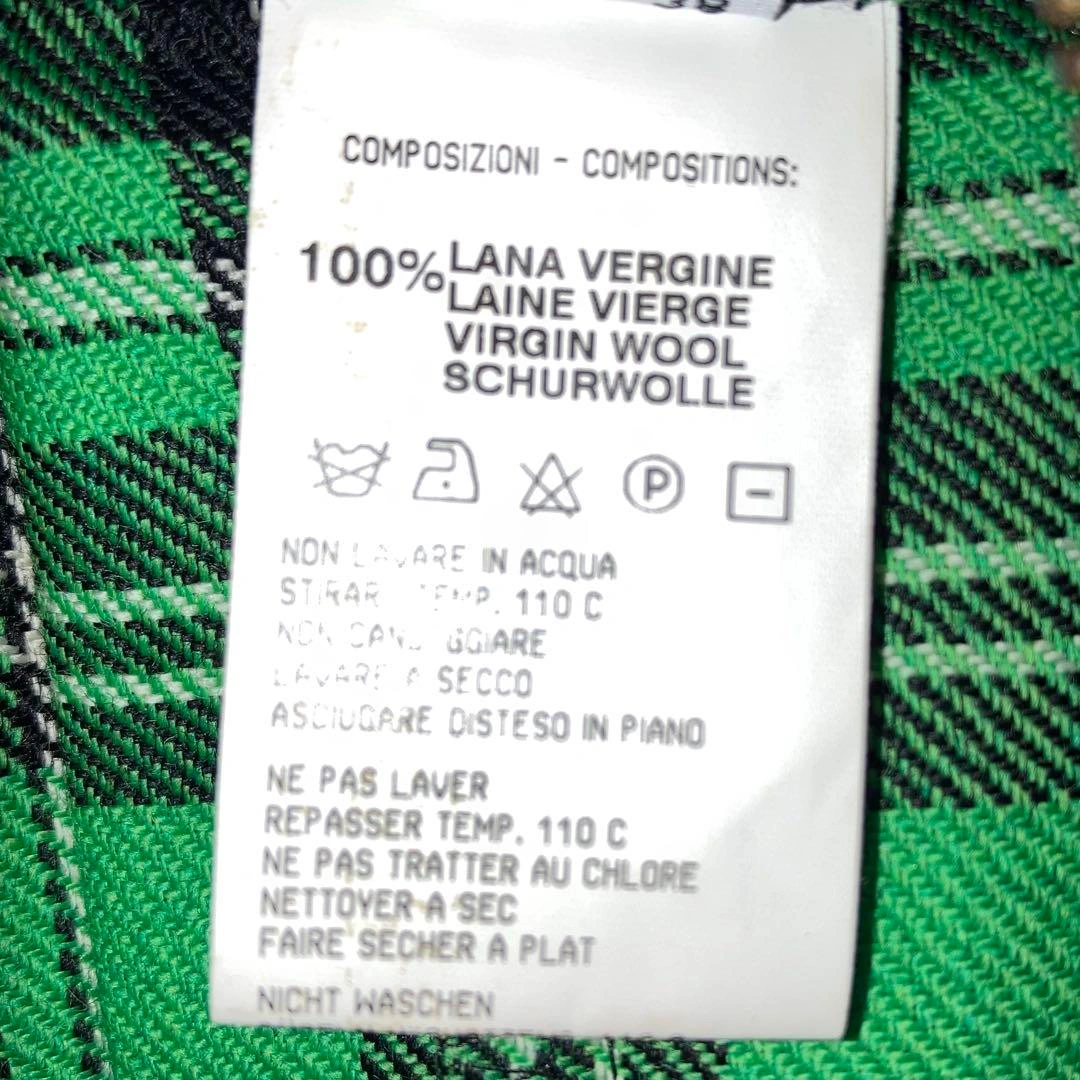 38
COMPOSIZIONI - COMPOSITIONS:
100% LANA VERGINE
LAINE VIERGE
VIRGIN WOOL
SCHURWOLLE
P
NON LAVARE IN ACQUA
STIRARE TEMP. 110 C
NON CANDEGGIARE
LAVARE A SECCO
ASCIUGARE DISTESO IN PIANO
NE PAS LAVER
REPASSER TEMP. 110 C
NE PAS TRATTER AU CHLORE
NETTOYER A SEC
FAIRE SECHER A PLAT
NICHT WASCHEN